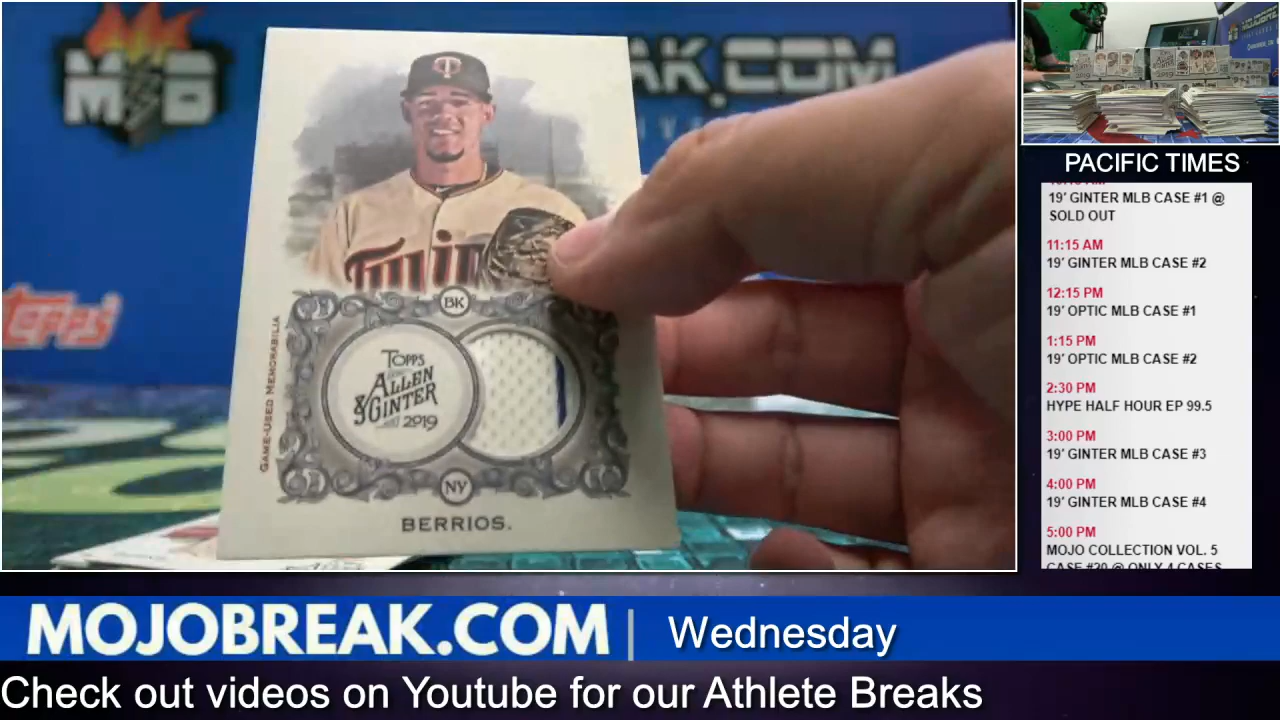 M B
EAK.COM
Topps
T
Twin
GAME-USED MEMORABILIA
BK
TOPPS
ALLEN
& GINTER
2019
NY
BERRIOS.
2019
PACIFIC TIMES
19' GINTER MLB CASE #1 @
SOLD OUT
11:15 AM
19' GINTER MLB CASE #2
12:15 PM
19' OPTIC MLB CASE #1
1:15 PM
19' OPTIC MLB CASE #2
2:30 PM
HYPE HALF HOUR EP 99.5
3:00 PM
19' GINTER MLB CASE #3
4:00 PM
19' GINTER MLB CASE #4
5:00 PM
MOJO COLLECTION VOL. 5
CASE #20 @ ONLY 4 CASES
MOJOBREAK.COM | Wednesday
Check out videos on Youtube for our Athlete Breaks